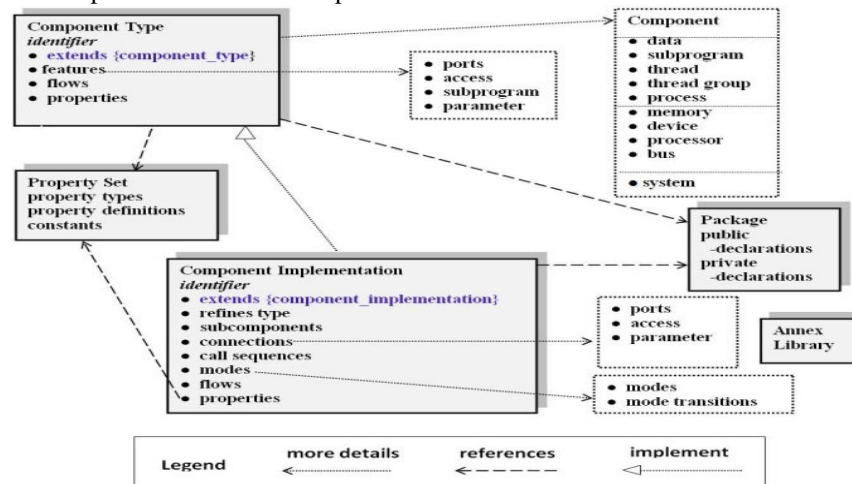 Component Type
identifier
● extends {component_type}
● features
● flows
● properties
Component
● data
● subprogram
● thread
● thread group
● process
● memory
● device
● processor
● bus
● system
● ports
● access
● subprogram
● parameter
Property Set
property types
property definitions
constants
Package
public
-declarations
private
-declarations
Component Implementation
identifier
● extends {component_implementation}
● refines type
● subcomponents
● connections
● call sequences
● modes
● flows
● properties
● ports
● access
● parameter
Annex
Library
● modes
● mode transitions
Legend
more details
references
implement